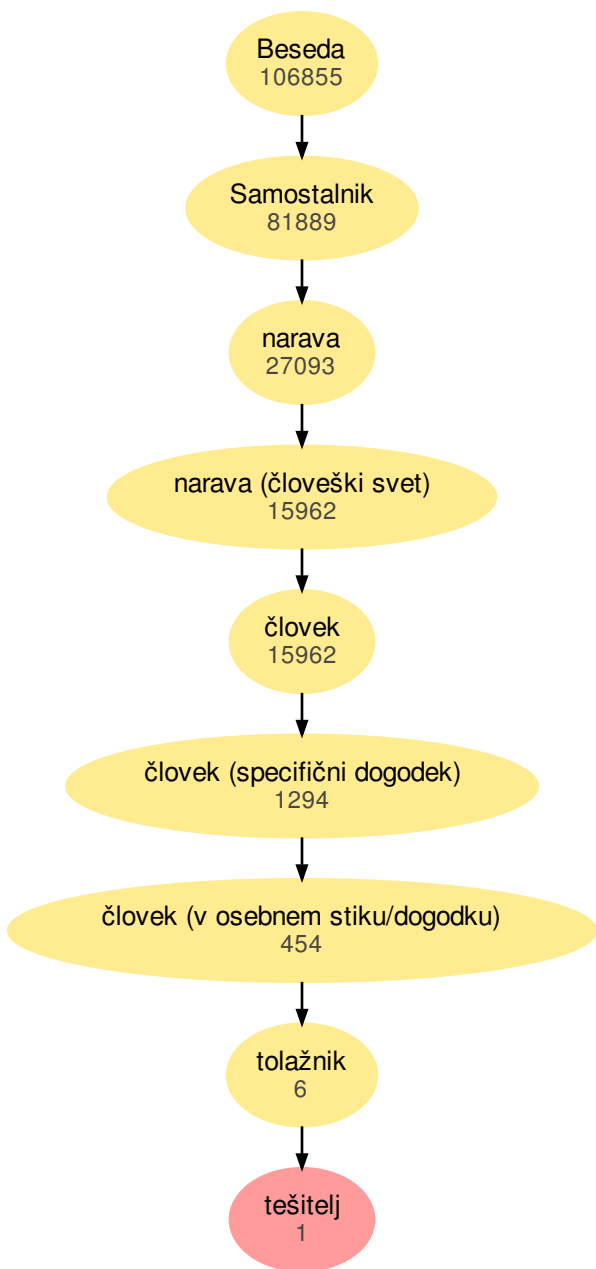 Beseda
106855
Samostalnik
81889
narava
27093
narava (človeški svet)
15962
človek
15962
človek (specifični dogodek)
1294
človek (v osebnem stiku/dogodku)
454
tolažnik
6
tešitelj
1